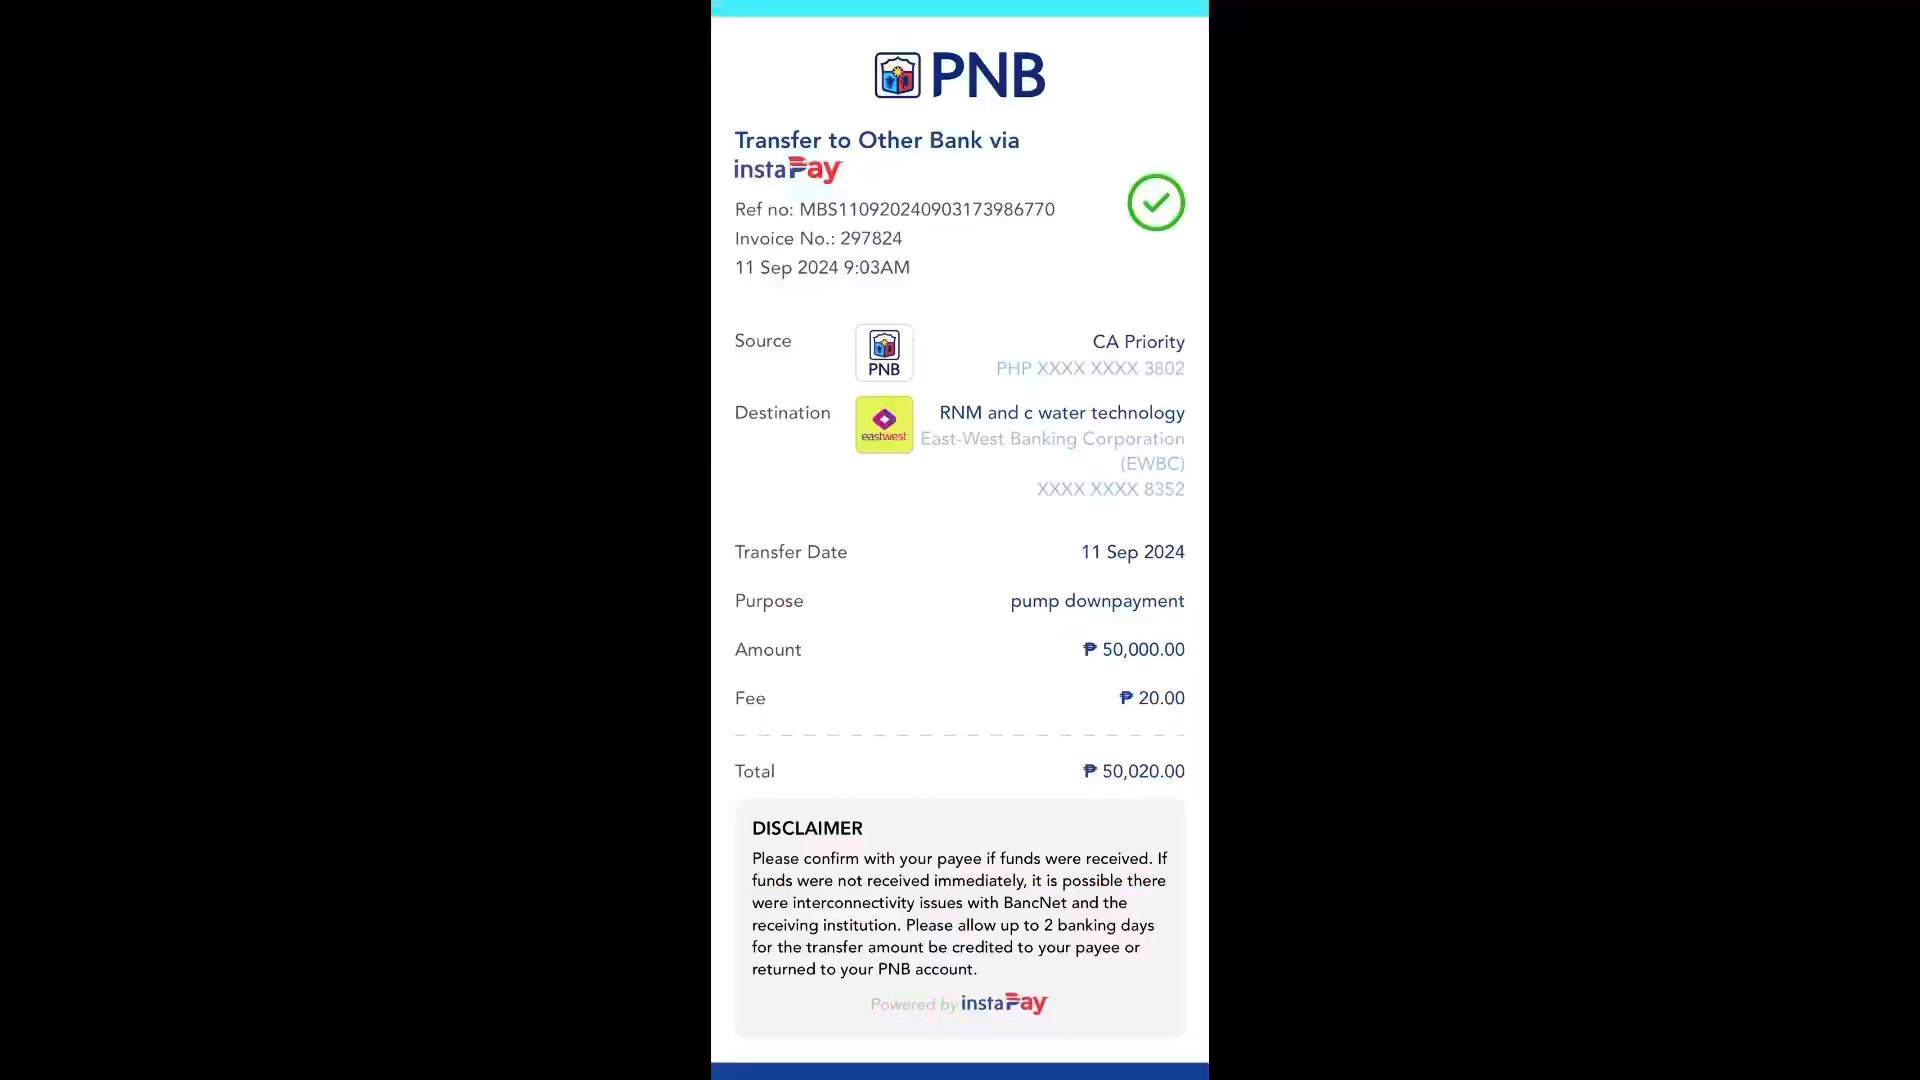 PNB
Transfer to Other Bank via
instaPay
Ref no: MBS110920240903173986770
Invoice No.: 297824
11 Sep 2024 9:03AM
Source
PNB
CA Priority
PHP XXXX XXXX 3802
Destination
eastwest
RNM and c water technology
East-West Banking Corporation
(EWBC)
XXXX XXXX 8352
Transfer Date 11 Sep 2024
Purpose pump downpayment
Amount ₱ 50,000.00
Fee ₱ 20.00
Total ₱ 50,020.00
DISCLAIMER
Please confirm with your payee if funds were received. If
funds were not received immediately, it is possible there
were interconnectivity issues with BancNet and the
receiving institution. Please allow up to 2 banking days
for the transfer amount be credited to your payee or
returned to your PNB account.
Powered by instaPay